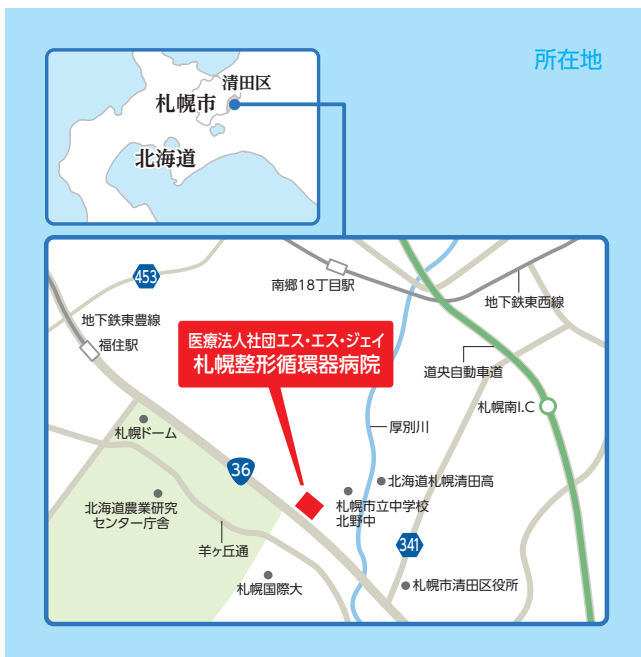 所在地
清田区
札幌市
北海道
453
南郷18丁目駅
地下鉄東西線
地下鉄東豊線
福住駅
医療法人社団エス・エス・ジェイ
札幌整形循環器病院
道央自動車道
札幌南I.C
札幌ドーム
厚別川
36
北海道札幌清田高
北海道農業研究
センター庁舎
札幌市立中学校
北野中
羊ヶ丘通
341
札幌国際大
札幌市清田区役所